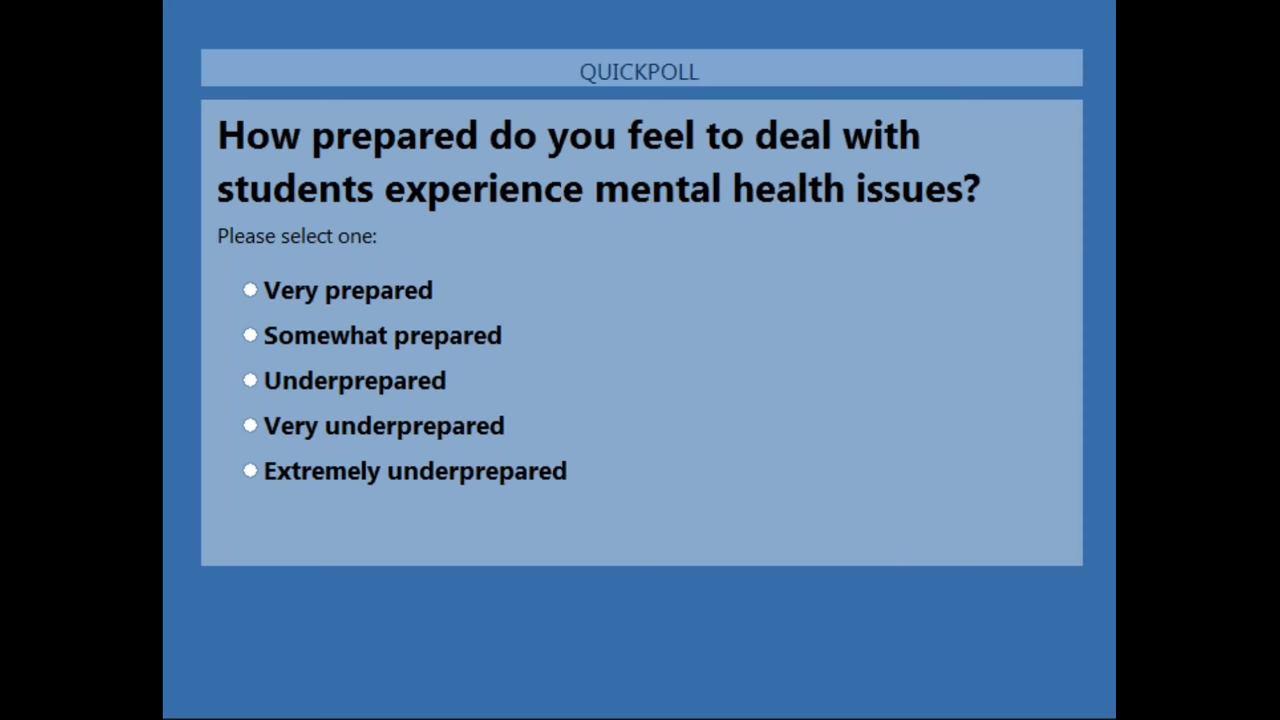 QUICKPOLL
How prepared do you feel to deal with
students experience mental health issues?
Please select one:
Very prepared
Somewhat prepared
Underprepared
Very underprepared
Extremely underprepared